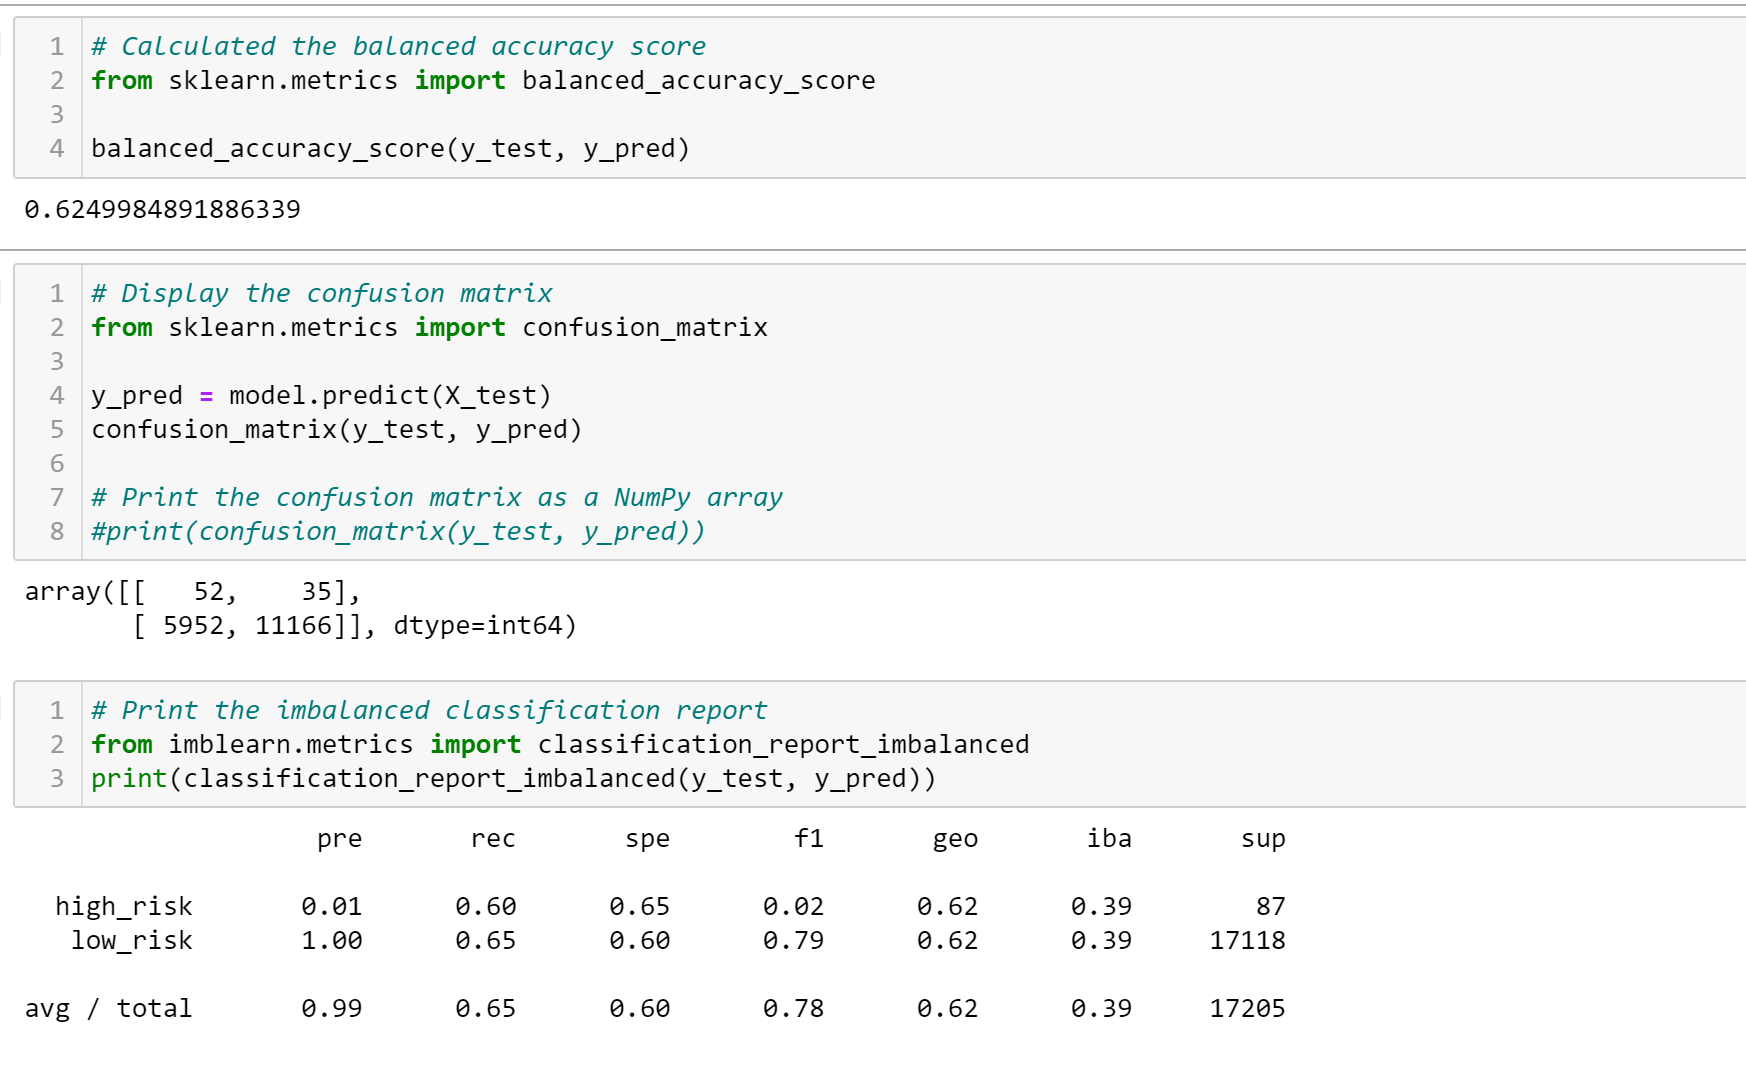 1 # Calculated the balanced accuracy score
2 from sklearn.metrics import balanced_accuracy_score
3
4 balanced_accuracy_score(y_test, y_pred)
0.6249984891886339
1 # Display the confusion matrix
2 from sklearn.metrics import confusion_matrix
3
4 y_pred = model.predict(X_test)
5 confusion_matrix(y_test, y_pred)
6
7 # Print the confusion matrix as a NumPy array
8 #print(confusion_matrix(y_test, y_pred))
array([[   52,    35],
       [ 5952, 11166]], dtype=int64)
1 # Print the imbalanced classification report
2 from imblearn.metrics import classification_report_imbalanced
3 print(classification_report_imbalanced(y_test, y_pred))
pre rec spe f1 geo iba sup
high_risk 0.01 0.60 0.65 0.02 0.62 0.39 87
low_risk 1.00 0.65 0.60 0.79 0.62 0.39 17118
avg / total 0.99 0.65 0.60 0.78 0.62 0.39 17205